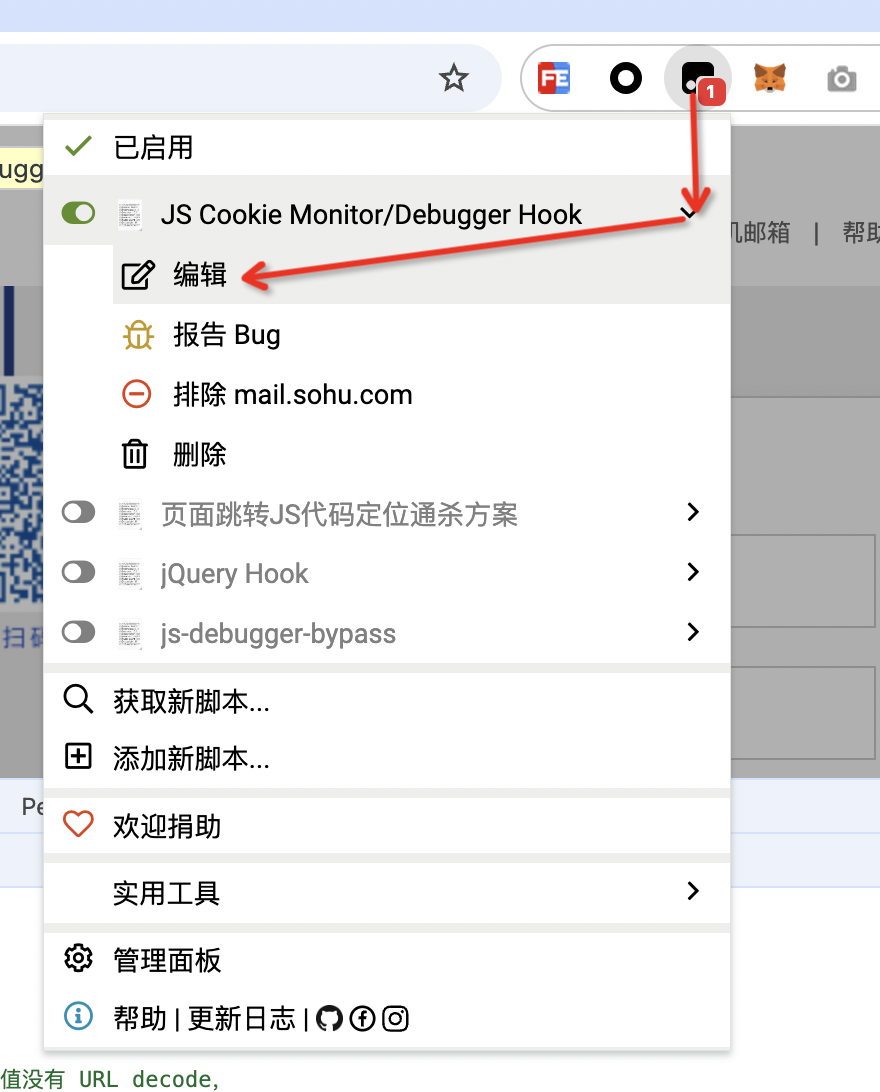 FE
1
已启用
ugg
JS Cookie Monitor/Debugger Hook
机邮箱 | 帮助
编辑
报告 Bug
排除 mail.sohu.com
删除
页面跳转JS代码定位通杀方案
jQuery Hook
js-debugger-bypass
扫码
获取新脚本...
添加新脚本...
Pe
欢迎捐助
实用工具
管理面板
帮助 | 更新日志 |
值没有 URL decode,